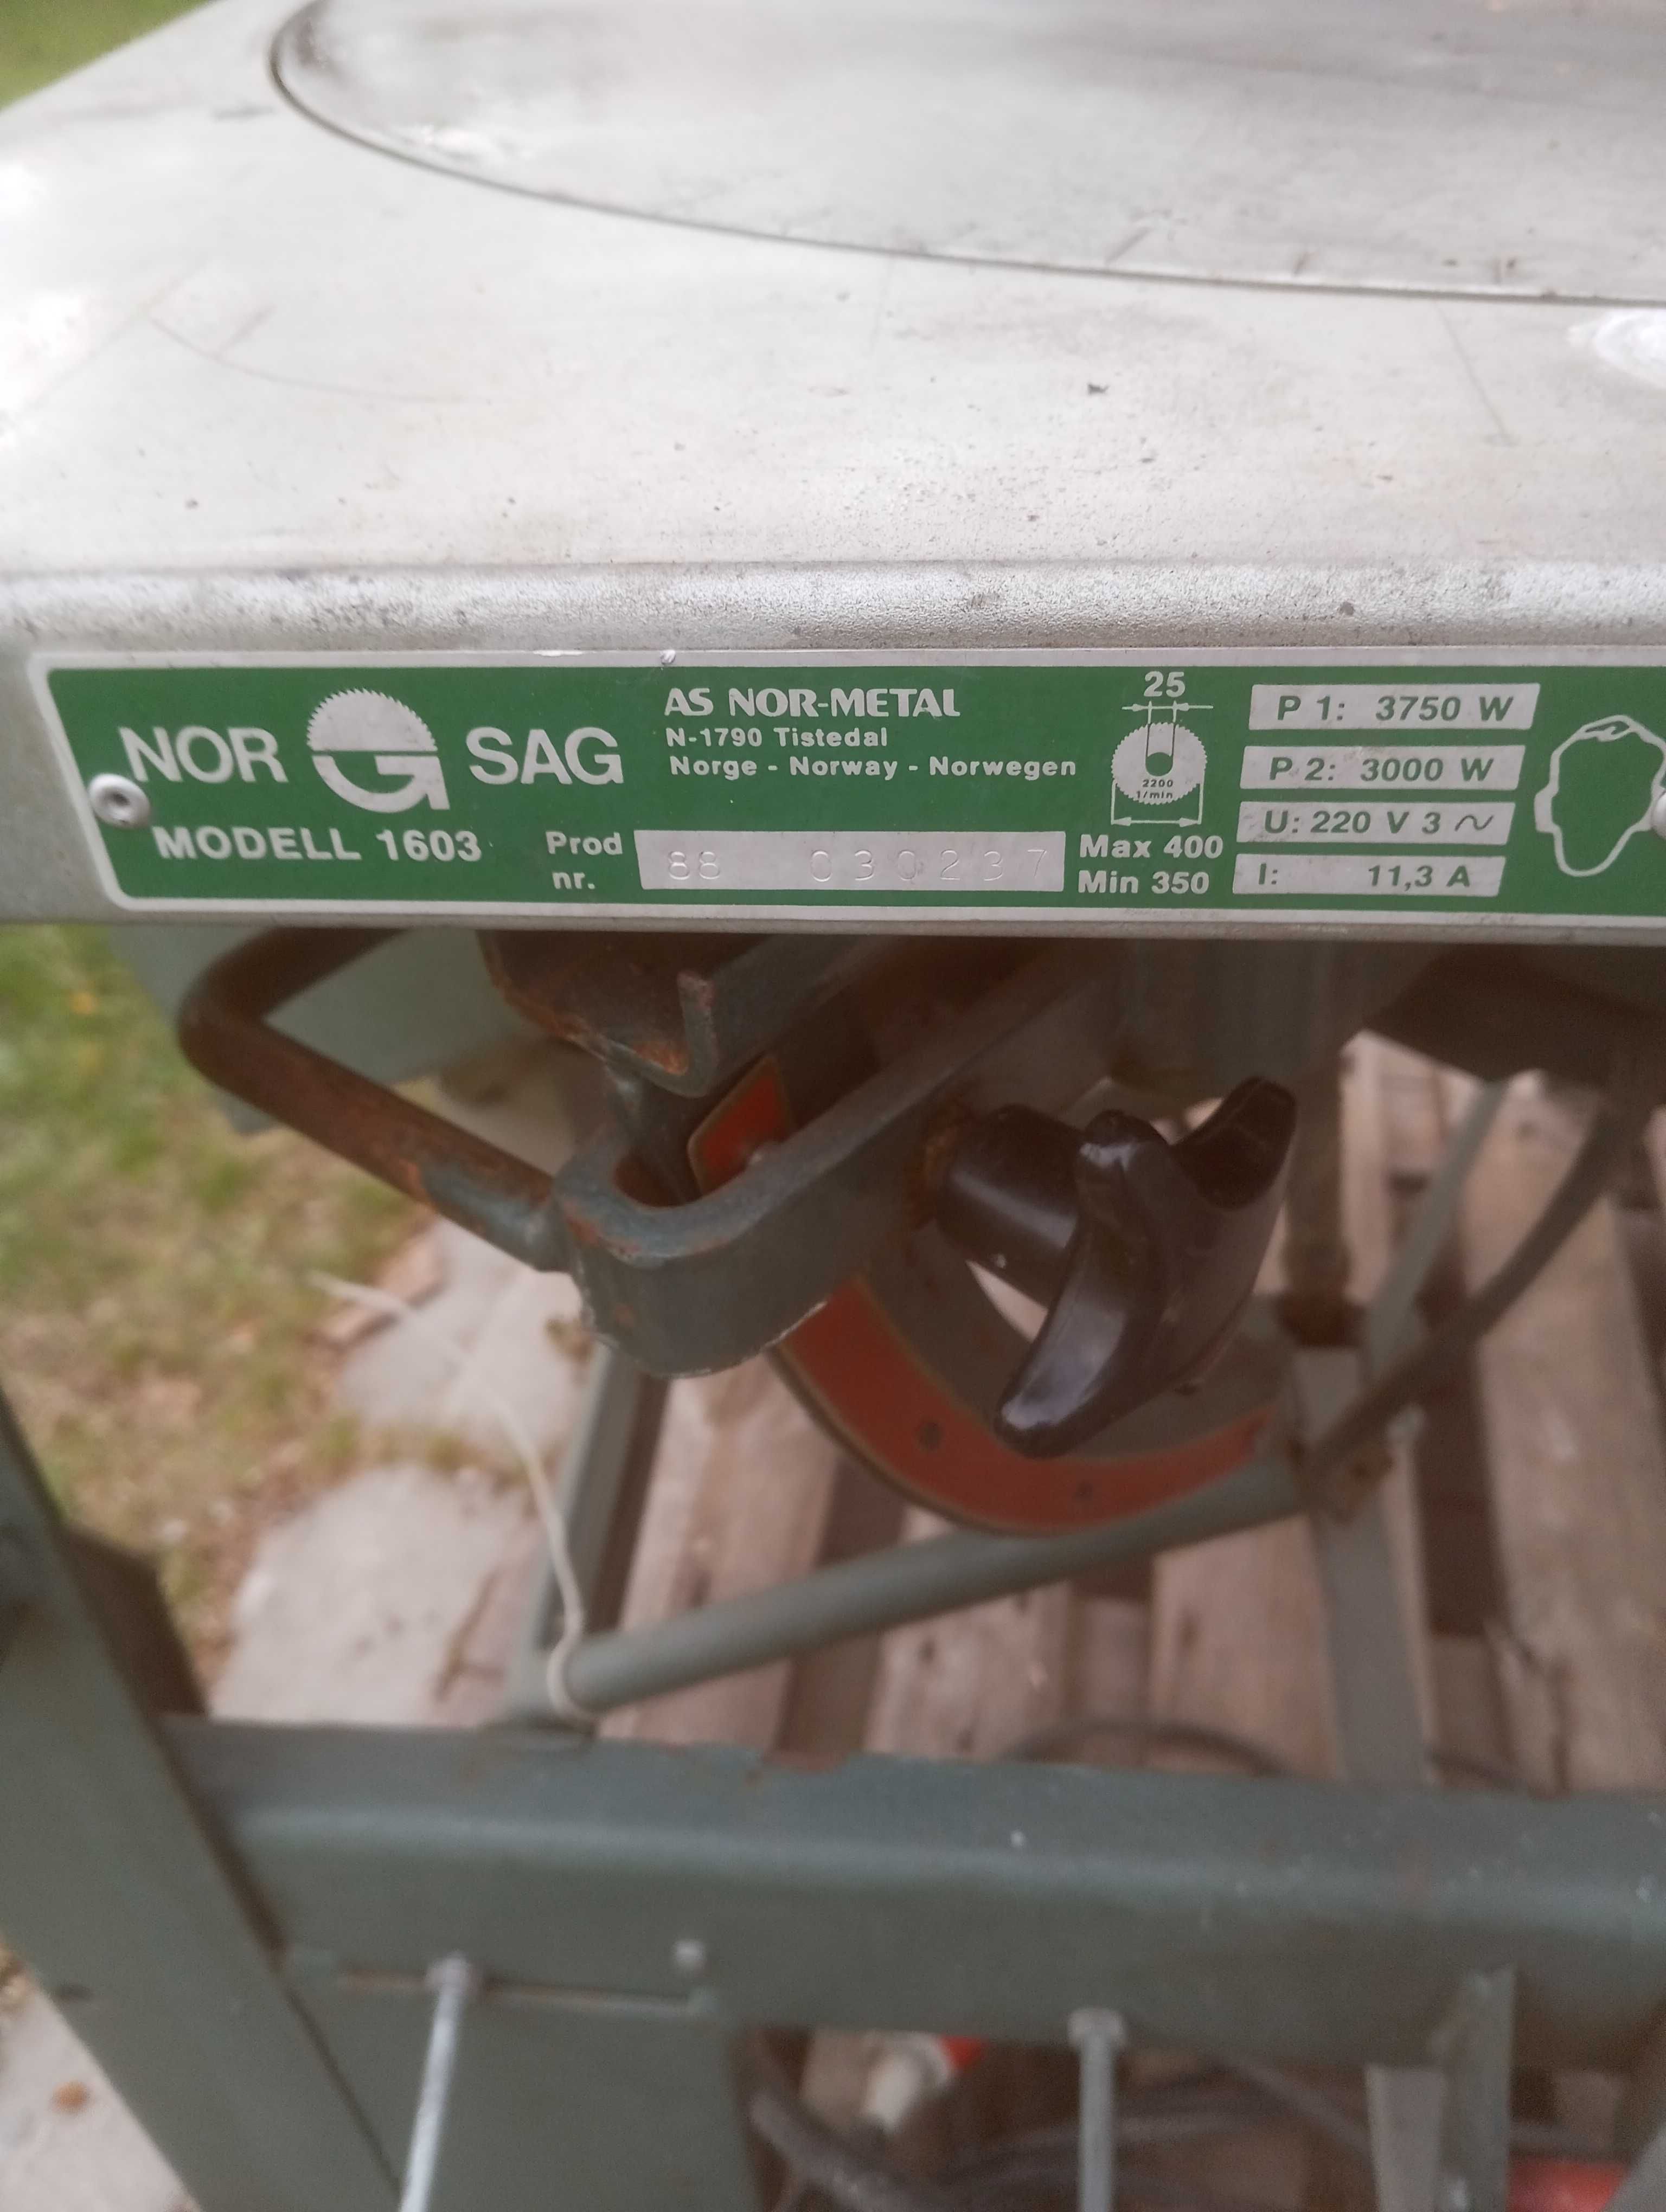 NOR SAG
MODELL 1603
AS NOR-METAL
N-1790 Tistedal
Norge - Norway - Norwegen
Prod nr. 88 030237
25
2200
1/min
Max 400
Min 350
P 1: 3750 W
P 2: 3000 W
U: 220 V 3 ~
I: 11,3 A